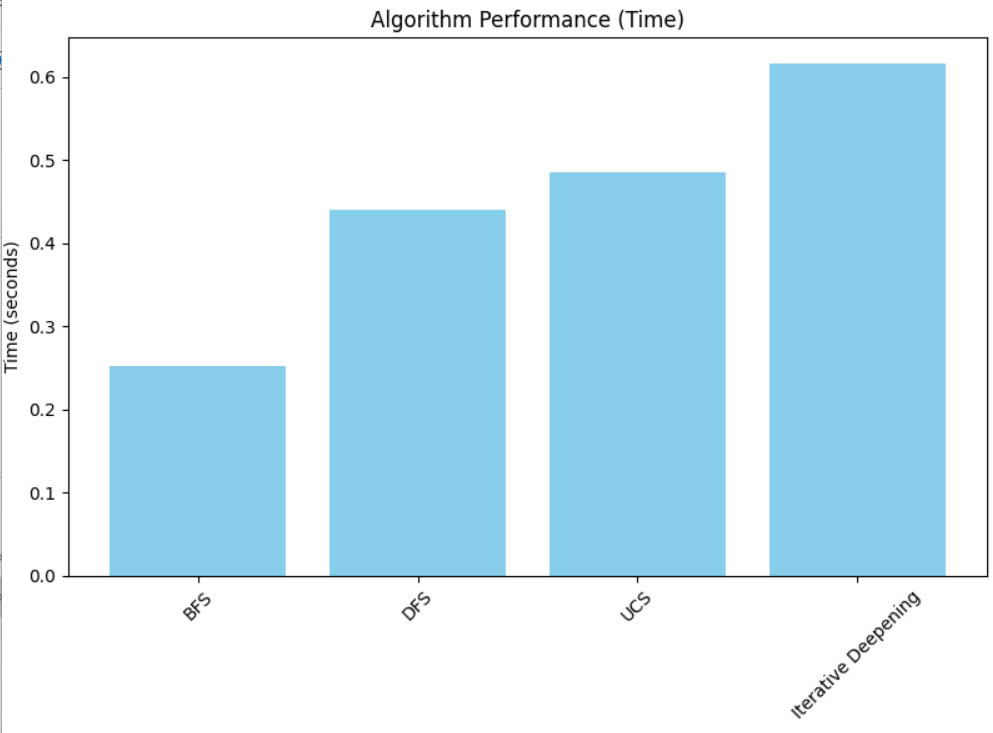 Algorithm Performance (Time)
Time (seconds)
0.6
0.5
0.4
0.3
0.2
0.1
0.0
BFS
DFS
UCS
Iterative Deepening